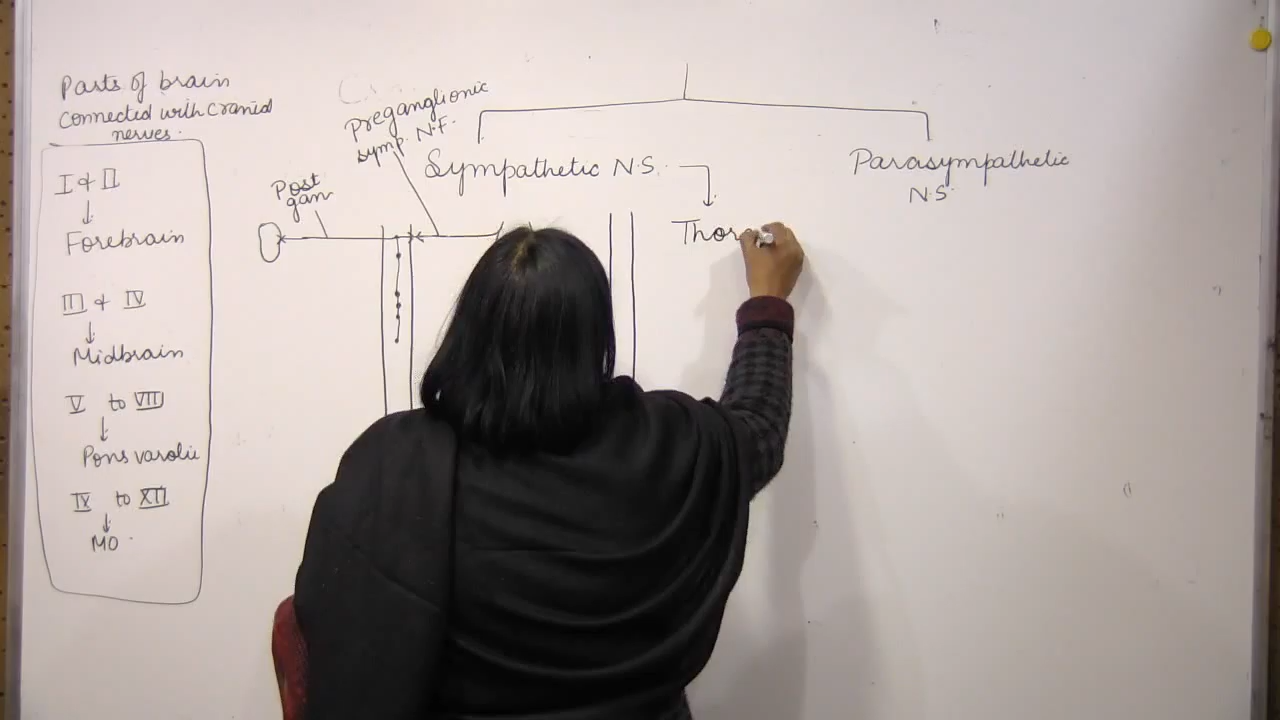 Parts of brain
connected with cranial
nerves.
I & II
Forebrain
III & IV
Midbrain
V to VIII
Pons varolii
IX to XII
MO
Post
gan
Preganglionic
symp. N.F.
Sympathetic N.S.
Thora
Parasympathetic
N.S.